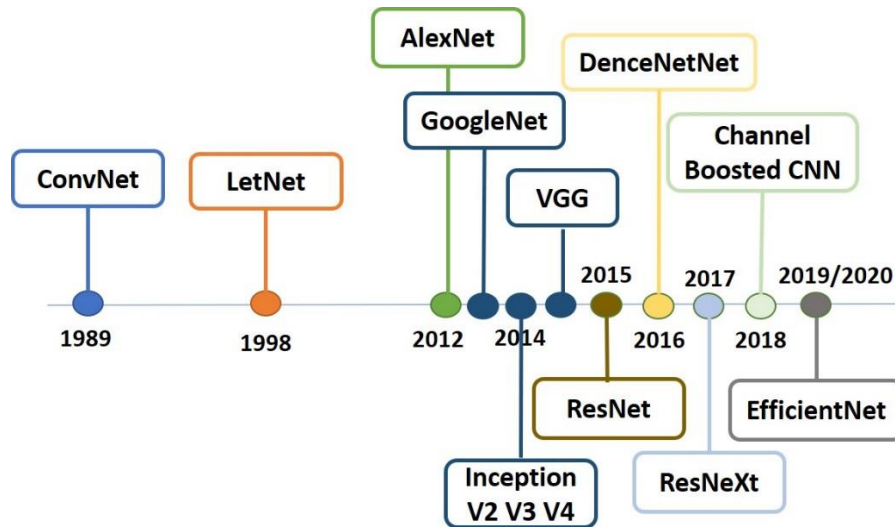 AlexNet
DenceNetNet
GoogleNet
Channel
Boosted CNN
ConvNet
LetNet
VGG
2015
2017
2019/2020
1989
1998
2012
2014
2016
2018
ResNet
EfficientNet
Inception
V2 V3 V4
ResNeXt